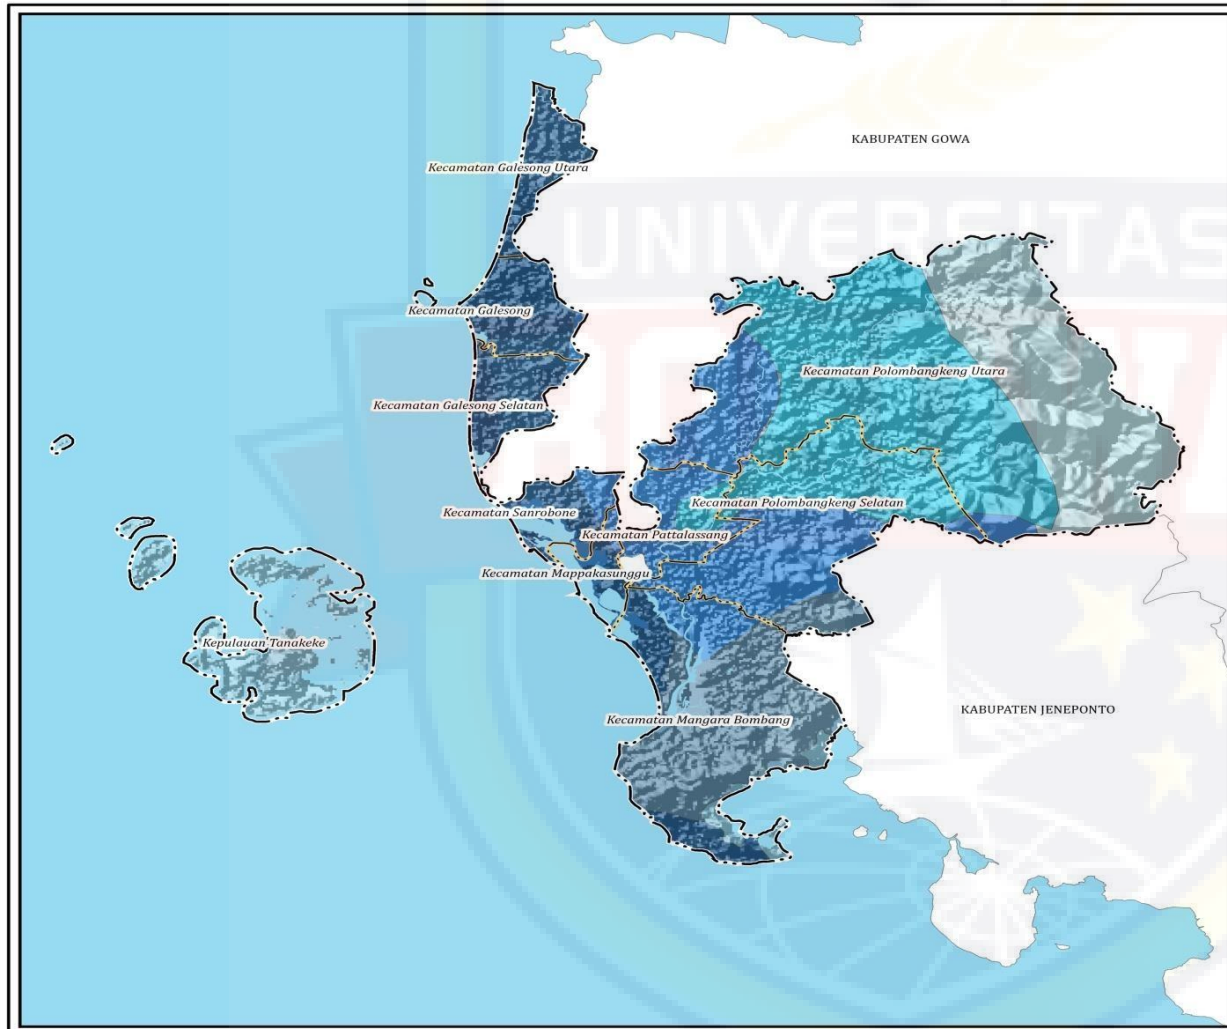 KABUPATEN GOWA
Kecamatan Galesong Utara
UNIVERSITAS
Kecamatan Galesong
Kecamatan Polombangkeng Utara
Kecamatan Galesong Selatan
Kecamatan Polombangkeng Selatan
Kecamatan Sanrobone
Kecamatan Pattalassang
Kecamatan Mappakasunggu
Kepulauan Tanakeke
KABUPATEN JENEPONTO
Kecamatan Mangara Bombang